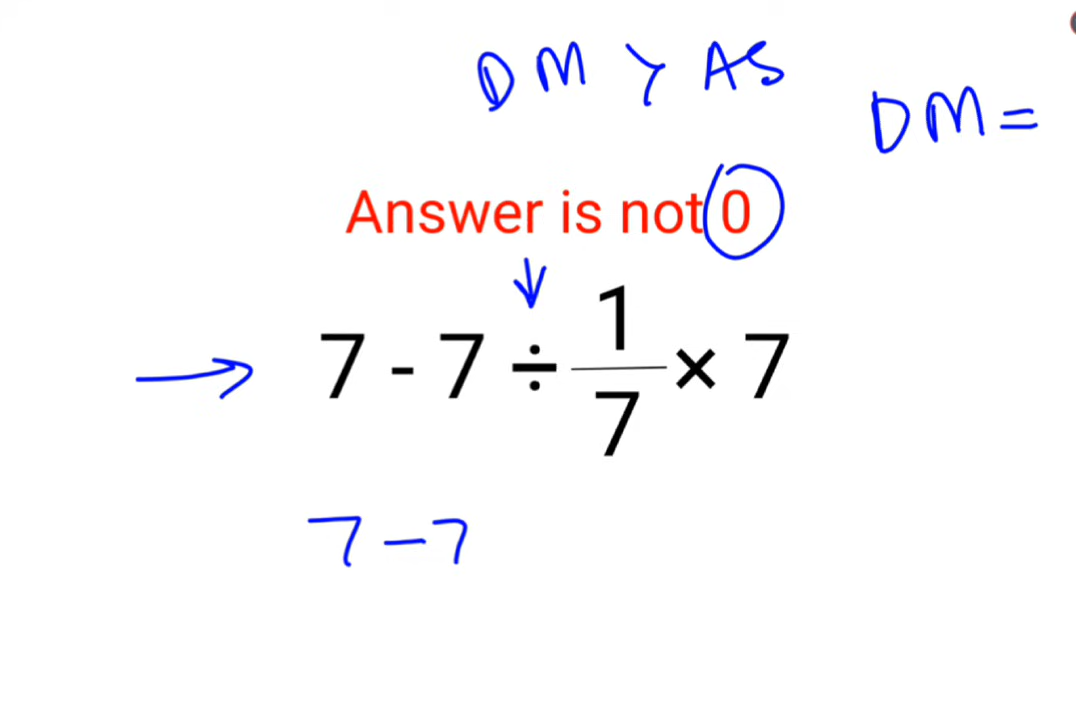 DM > AS
DM =
Answer is not 0
7 - 7 ÷ 1/7 × 7
7 - 7